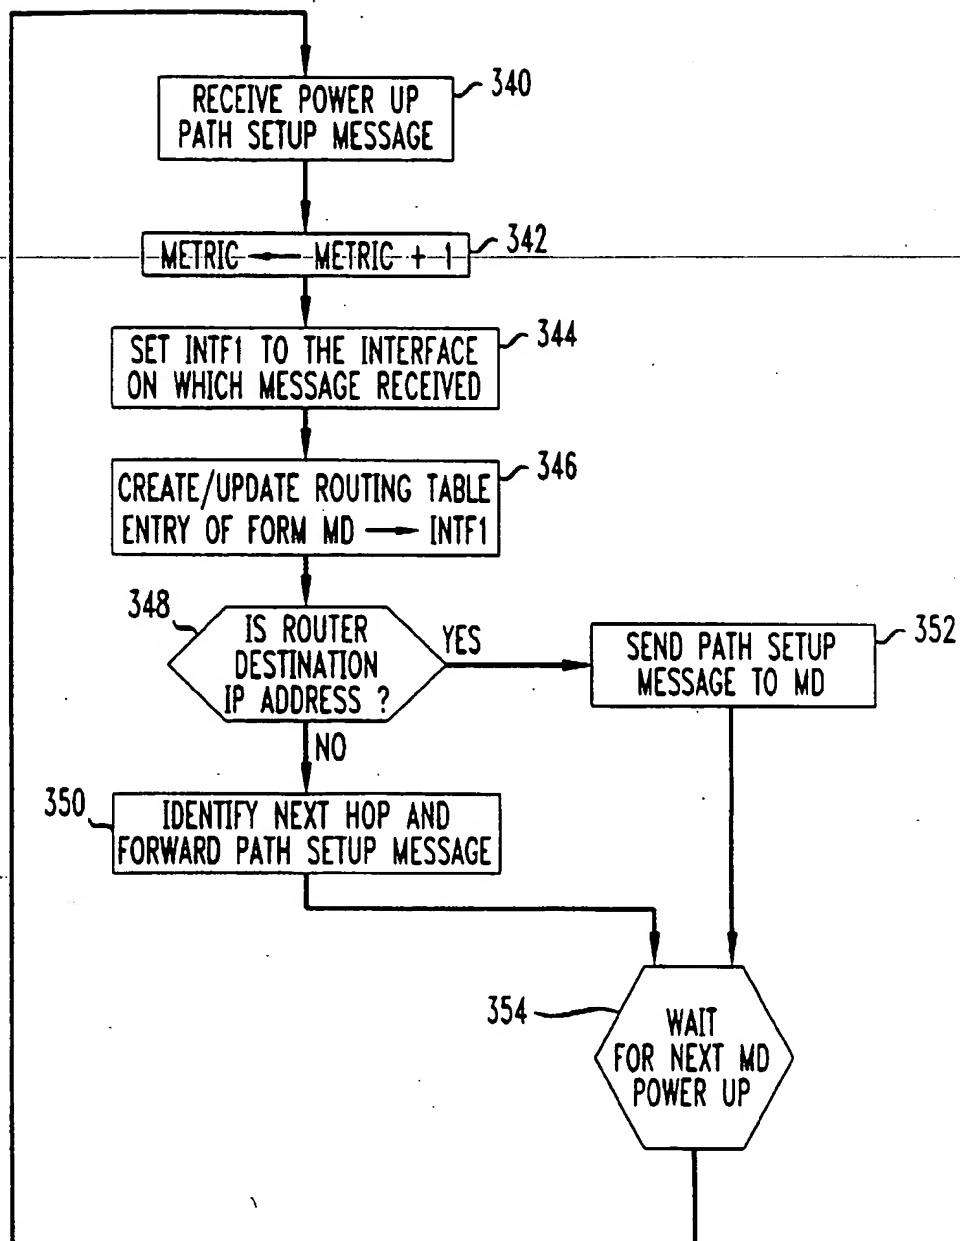 340
RECEIVE POWER UP
PATH SETUP MESSAGE
342
METRIC ← METRIC + 1
344
SET INTF1 TO THE INTERFACE
ON WHICH MESSAGE RECEIVED
346
CREATE/UPDATE ROUTING TABLE
ENTRY OF FORM MD → INTF1
348
IS ROUTER
DESTINATION
IP ADDRESS ?
YES
352
SEND PATH SETUP
MESSAGE TO MD
NO
350
IDENTIFY NEXT HOP AND
FORWARD PATH SETUP MESSAGE
354
WAIT
FOR NEXT MD
POWER UP